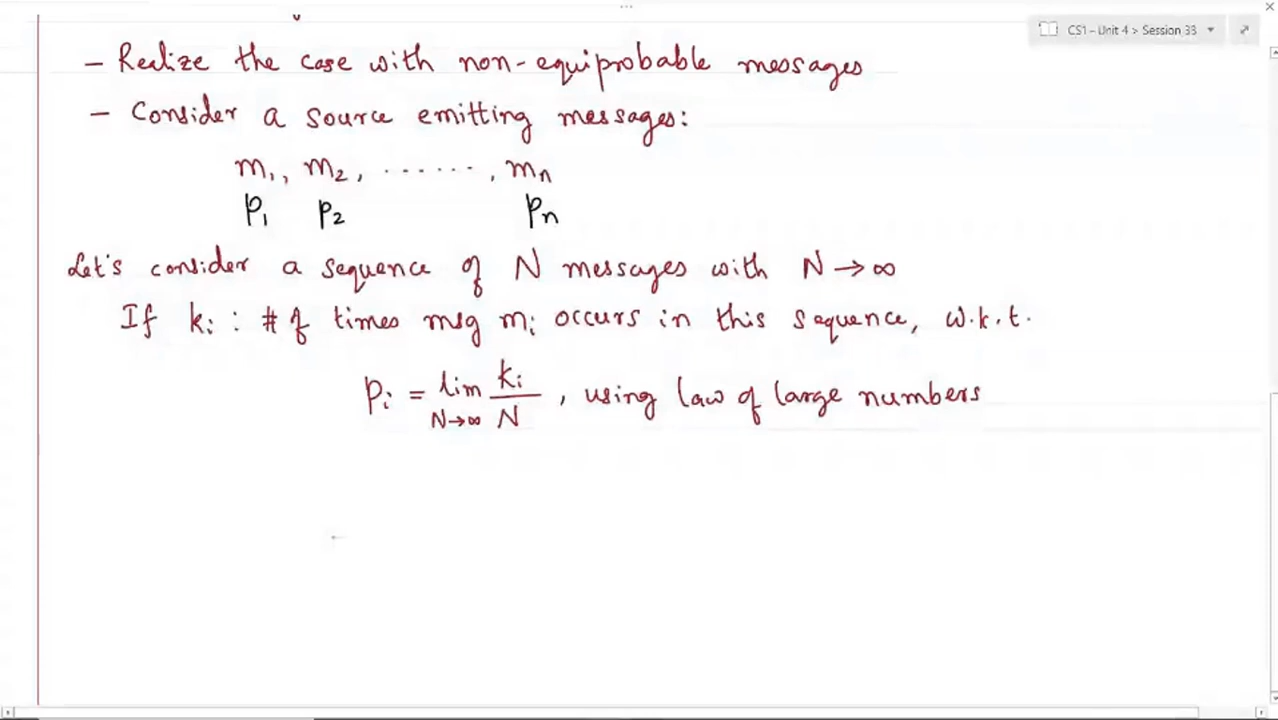 CS1 - Unit 4 > Session 33
- Realize the case with non-equiprobable messages
- Consider a source emitting messages:
m₁, m₂, ......., mₙ
p₁ p₂ pₙ
Let's consider a sequence of N messages with N → ∞
If kᵢ : # of times msg mᵢ occurs in this sequence, w.k.t.
pᵢ = lim N→∞ kᵢ/N , using law of large numbers